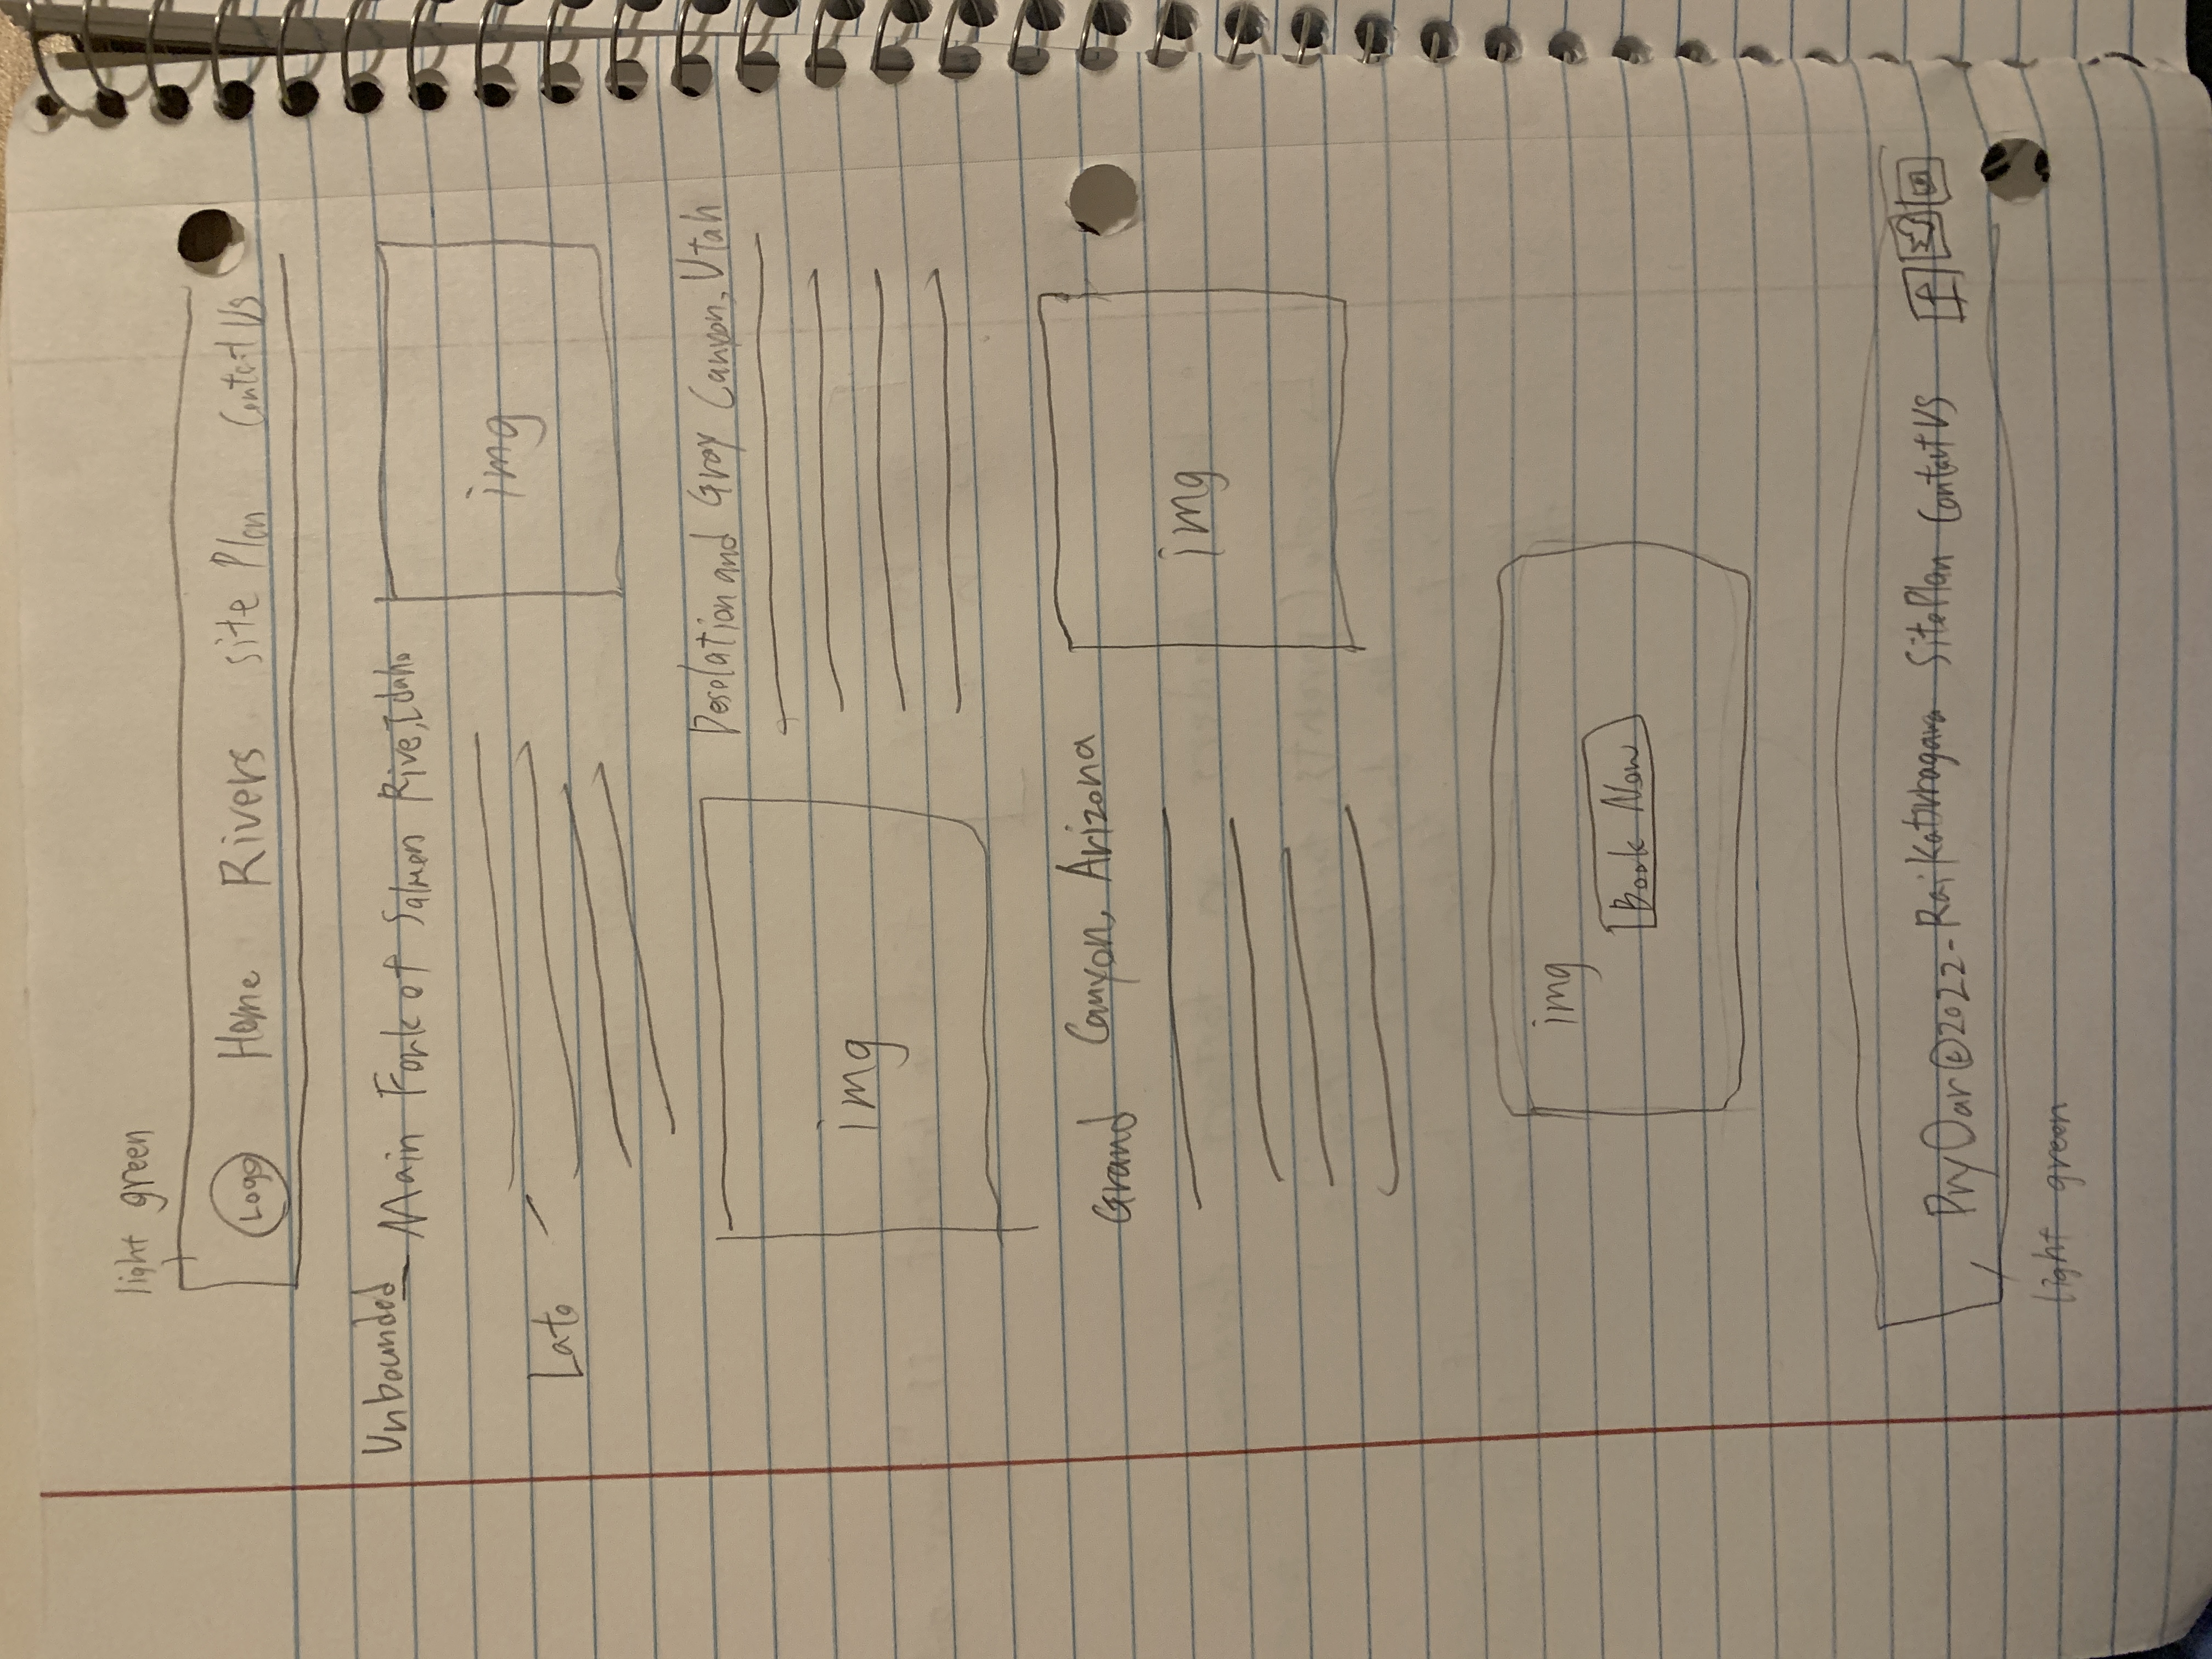 light green
Logo Home Rivers Site Plan Contact Us
Unbounded Main Fork of Salmon Rive, Idaho
img
Lato
Desolation and Gray Canyon, Utah
img
Grand Canyon, Arizona
img
img
Book Now
PryOar©2022-Rai Katsuragawa SitePlan Contact US f
light green